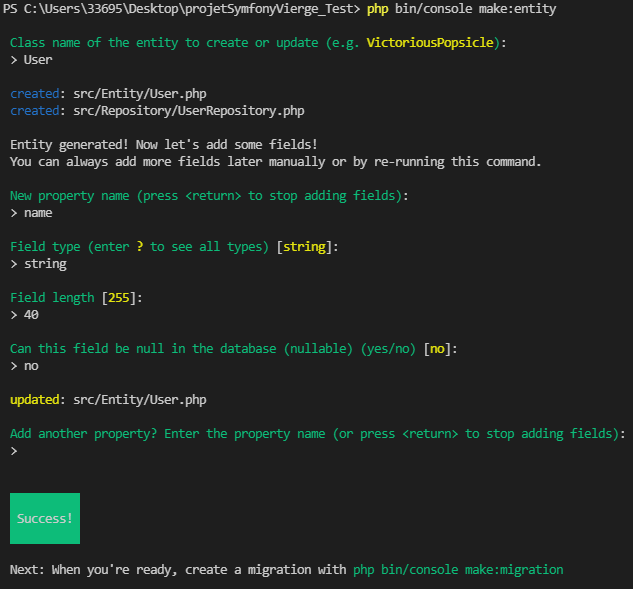 PS C:\Users\33695\Desktop\projetSymfonyVierge_Test> php bin/console make:entity
Class name of the entity to create or update (e.g. VictoriousPopsicle):
> User
created: src/Entity/User.php
created: src/Repository/UserRepository.php
Entity generated! Now let's add some fields!
You can always add more fields later manually or by re-running this command.
New property name (press <return> to stop adding fields):
> name
Field type (enter ? to see all types) [string]:
> string
Field length [255]:
> 40
Can this field be null in the database (nullable) (yes/no) [no]:
> no
updated: src/Entity/User.php
Add another property? Enter the property name (or press <return> to stop adding fields):
>
Success!
Next: When you're ready, create a migration with php bin/console make:migration